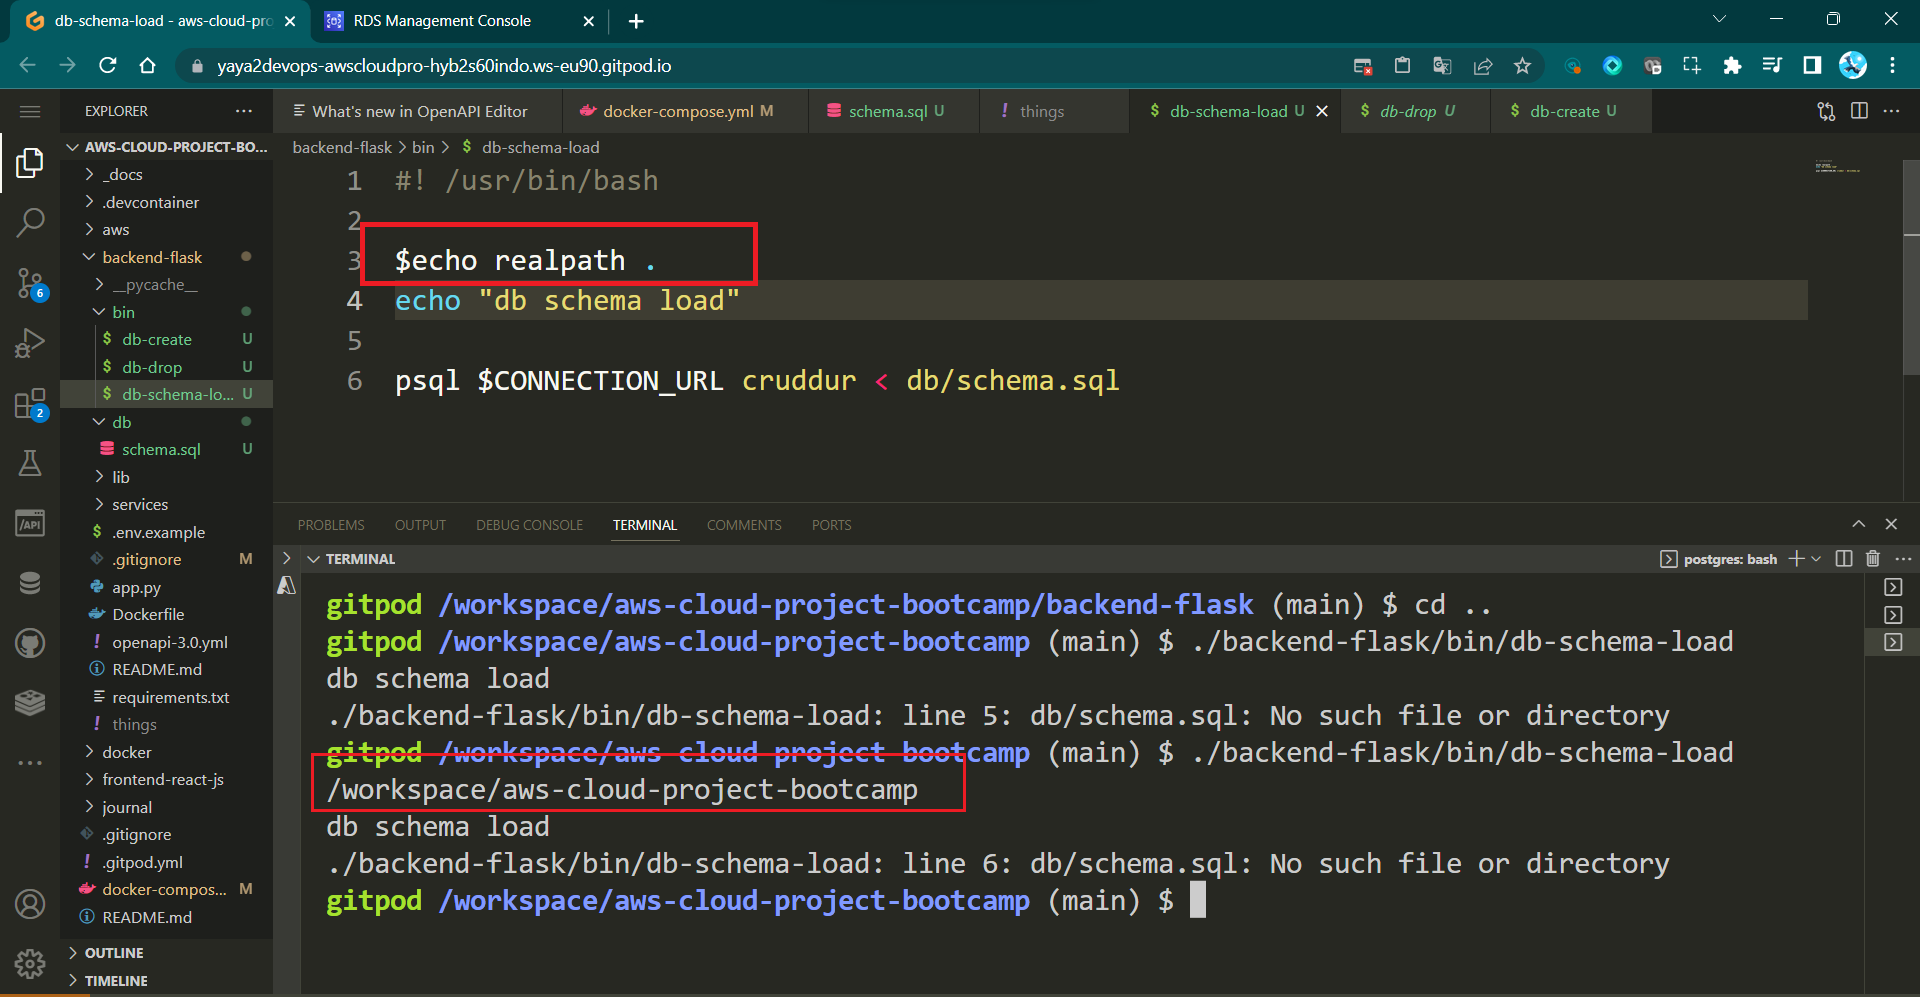 db-schema-load - aws-cloud-pro
RDS Management Console
yaya2devops-awscloudpro-hyb2s60indo.ws-eu90.gitpod.io
EXPLORER
What's new in OpenAPI Editor
docker-compose.yml M
schema.sql U
! things
$ db-schema-load U
$ db-drop U
$ db-create U
AWS-CLOUD-PROJECT-BO...
_docs
.devcontainer
aws
backend-flask
__pycache__
bin
$ db-create U
$ db-drop U
$ db-schema-lo... U
db
schema.sql U
lib
services
$ .env.example
.gitignore M
app.py
Dockerfile
! openapi-3.0.yml
README.md
requirements.txt
! things
docker
frontend-react-js
journal
.gitignore
! .gitpod.yml
docker-compos... M
README.md
OUTLINE
TIMELINE
6
2
/API
backend-flask > bin > $ db-schema-load
1 #! /usr/bin/bash
2
3 $echo realpath .
4 echo "db schema load"
5
6 psql $CONNECTION_URL cruddur < db/schema.sql
PROBLEMS OUTPUT DEBUG CONSOLE TERMINAL COMMENTS PORTS
TERMINAL
postgres: bash
gitpod /workspace/aws-cloud-project-bootcamp/backend-flask (main) $ cd ..
gitpod /workspace/aws-cloud-project-bootcamp (main) $ ./backend-flask/bin/db-schema-load
db schema load
./backend-flask/bin/db-schema-load: line 5: db/schema.sql: No such file or directory
gitpod /workspace/aws-cloud-project-bootcamp (main) $ ./backend-flask/bin/db-schema-load
/workspace/aws-cloud-project-bootcamp
db schema load
./backend-flask/bin/db-schema-load: line 6: db/schema.sql: No such file or directory
gitpod /workspace/aws-cloud-project-bootcamp (main) $